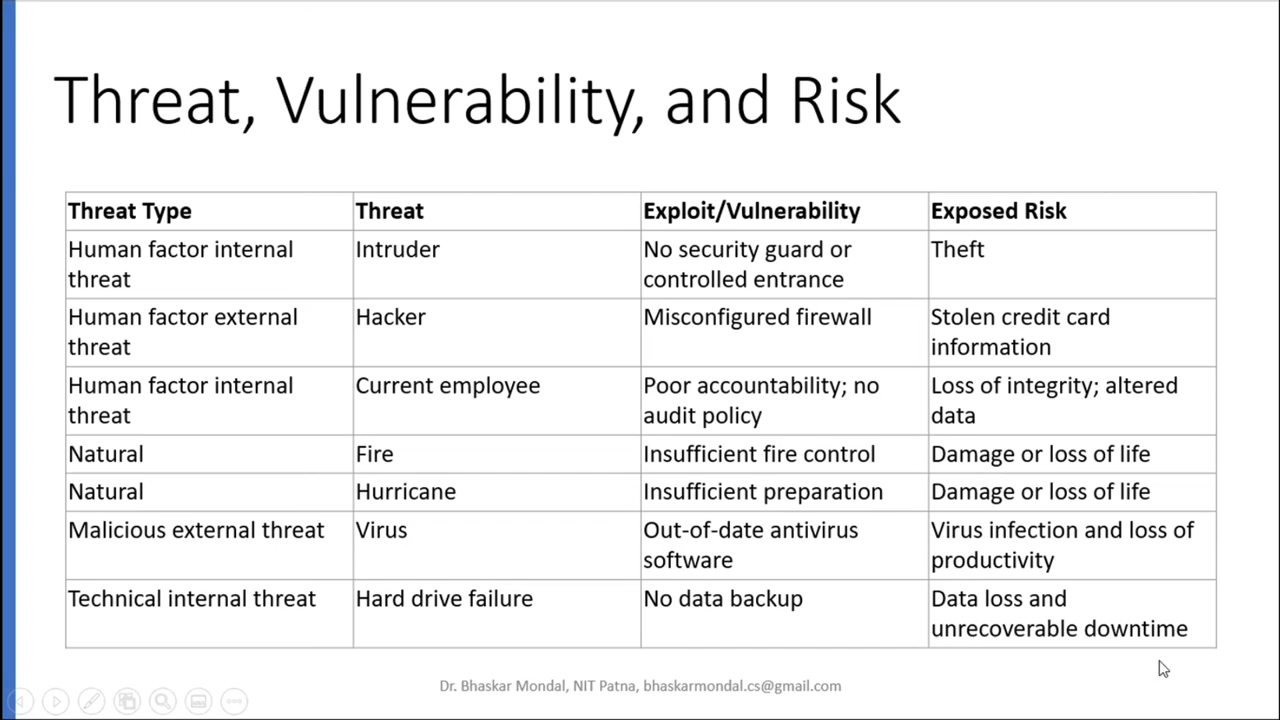 Threat, Vulnerability, and Risk
Threat Type Threat Exploit/Vulnerability Exposed Risk
Human factor internal threat Intruder No security guard or controlled entrance Theft
Human factor external threat Hacker Misconfigured firewall Stolen credit card information
Human factor internal threat Current employee Poor accountability; no audit policy Loss of integrity; altered data
Natural Fire Insufficient fire control Damage or loss of life
Natural Hurricane Insufficient preparation Damage or loss of life
Malicious external threat Virus Out-of-date antivirus software Virus infection and loss of productivity
Technical internal threat Hard drive failure No data backup Data loss and unrecoverable downtime
Dr. Bhaskar Mondal, NIT Patna, bhaskarmondal.cs@gmail.com